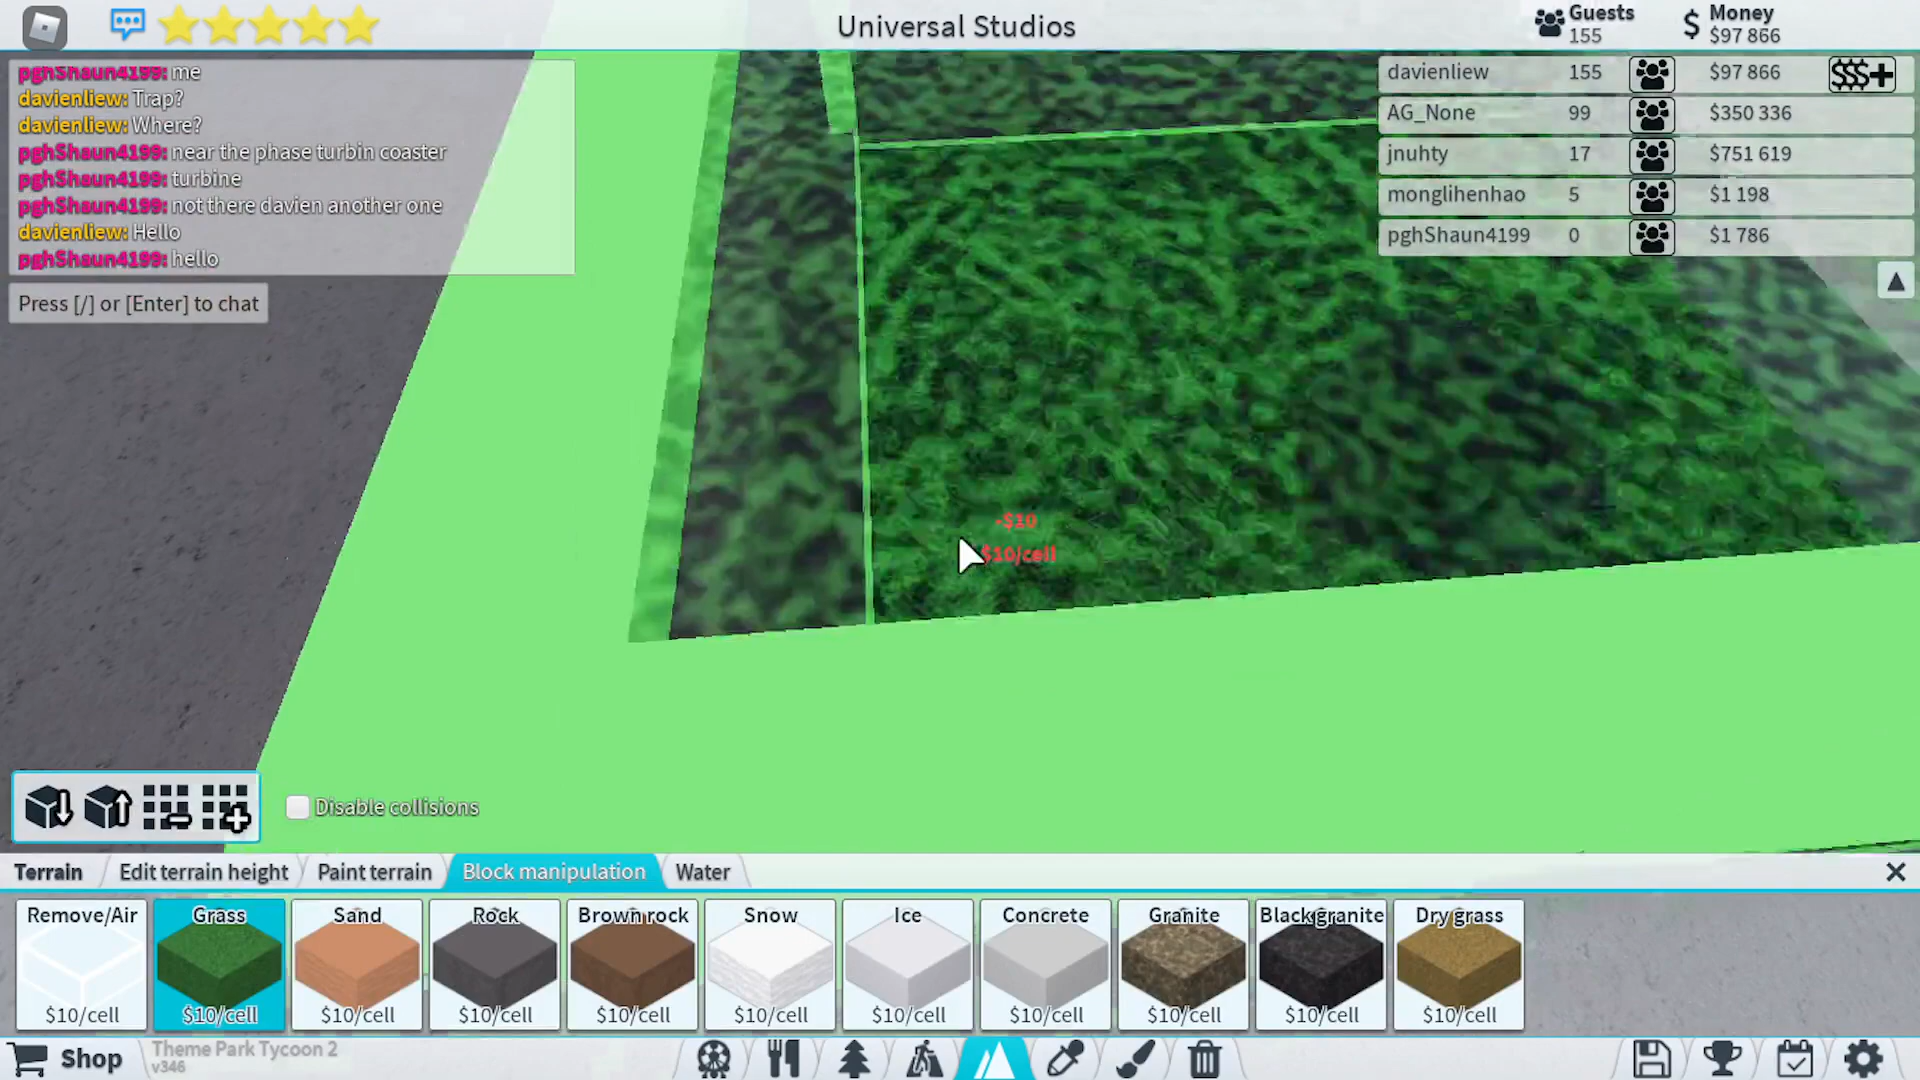 Universal Studios
Guests
155
$ Money
$97 866
pghShaun4199: me
davienliew: Trap?
davienliew: Where?
pghShaun4199: near the phase turbin coaster
pghShaun4199: turbine
pghShaun4199: not there davien another one
davienliew: Hello
pghShaun4199: hello
Press [/] or [Enter] to chat
davienliew 155 $97 866 $$$+
AG_None 99 $350 336
jnuhty 17 $751 619
monglihenhao 5 $1 198
pghShaun4199 0 $1 786
-$10
$10/cell
Disable collisions
Terrain Edit terrain height Paint terrain Block manipulation Water
Remove/Air Grass Sand Rock Brown rock Snow Ice Concrete Granite Black granite Dry grass
$10/cell $10/cell $10/cell $10/cell $10/cell $10/cell $10/cell $10/cell $10/cell $10/cell $10/cell
Shop
Theme Park Tycoon 2
v346